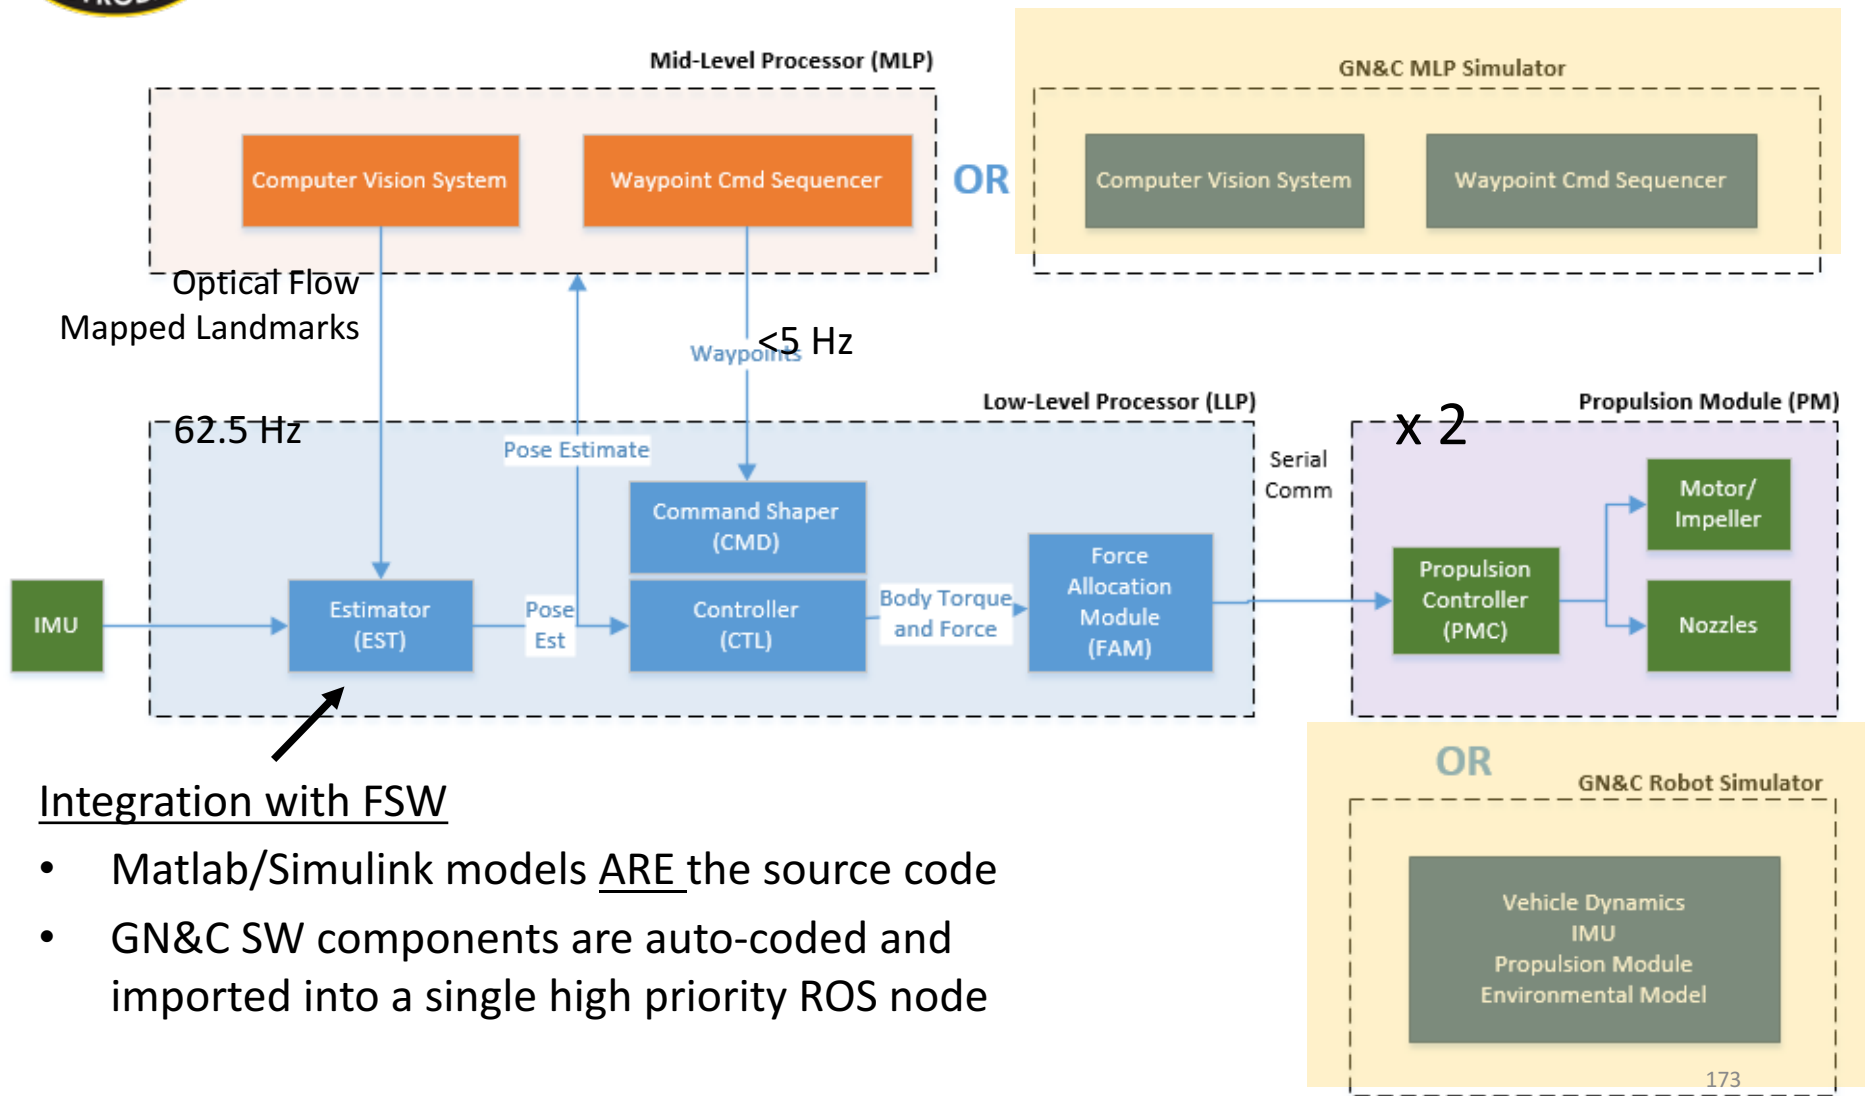 PROD
Mid-Level Processor (MLP)
GN&C MLP Simulator
Computer Vision System
Waypoint Cmd Sequencer
OR
Computer Vision System
Waypoint Cmd Sequencer
Optical Flow
Mapped Landmarks
<5 Hz
Waypoints
Low-Level Processor (LLP)
Propulsion Module (PM)
62.5 Hz
x 2
Pose Estimate
Serial
Comm
Command Shaper
(CMD)
Motor/
Impeller
Force
Allocation
Module
(FAM)
Propulsion
Controller
(PMC)
IMU
Estimator
(EST)
Pose
Est
Controller
(CTL)
Body Torque
and Force
Nozzles
OR
GN&C Robot Simulator
Integration with FSW
• Matlab/Simulink models ARE the source code
• GN&C SW components are auto-coded and
imported into a single high priority ROS node
Vehicle Dynamics
IMU
Propulsion Module
Environmental Model
173